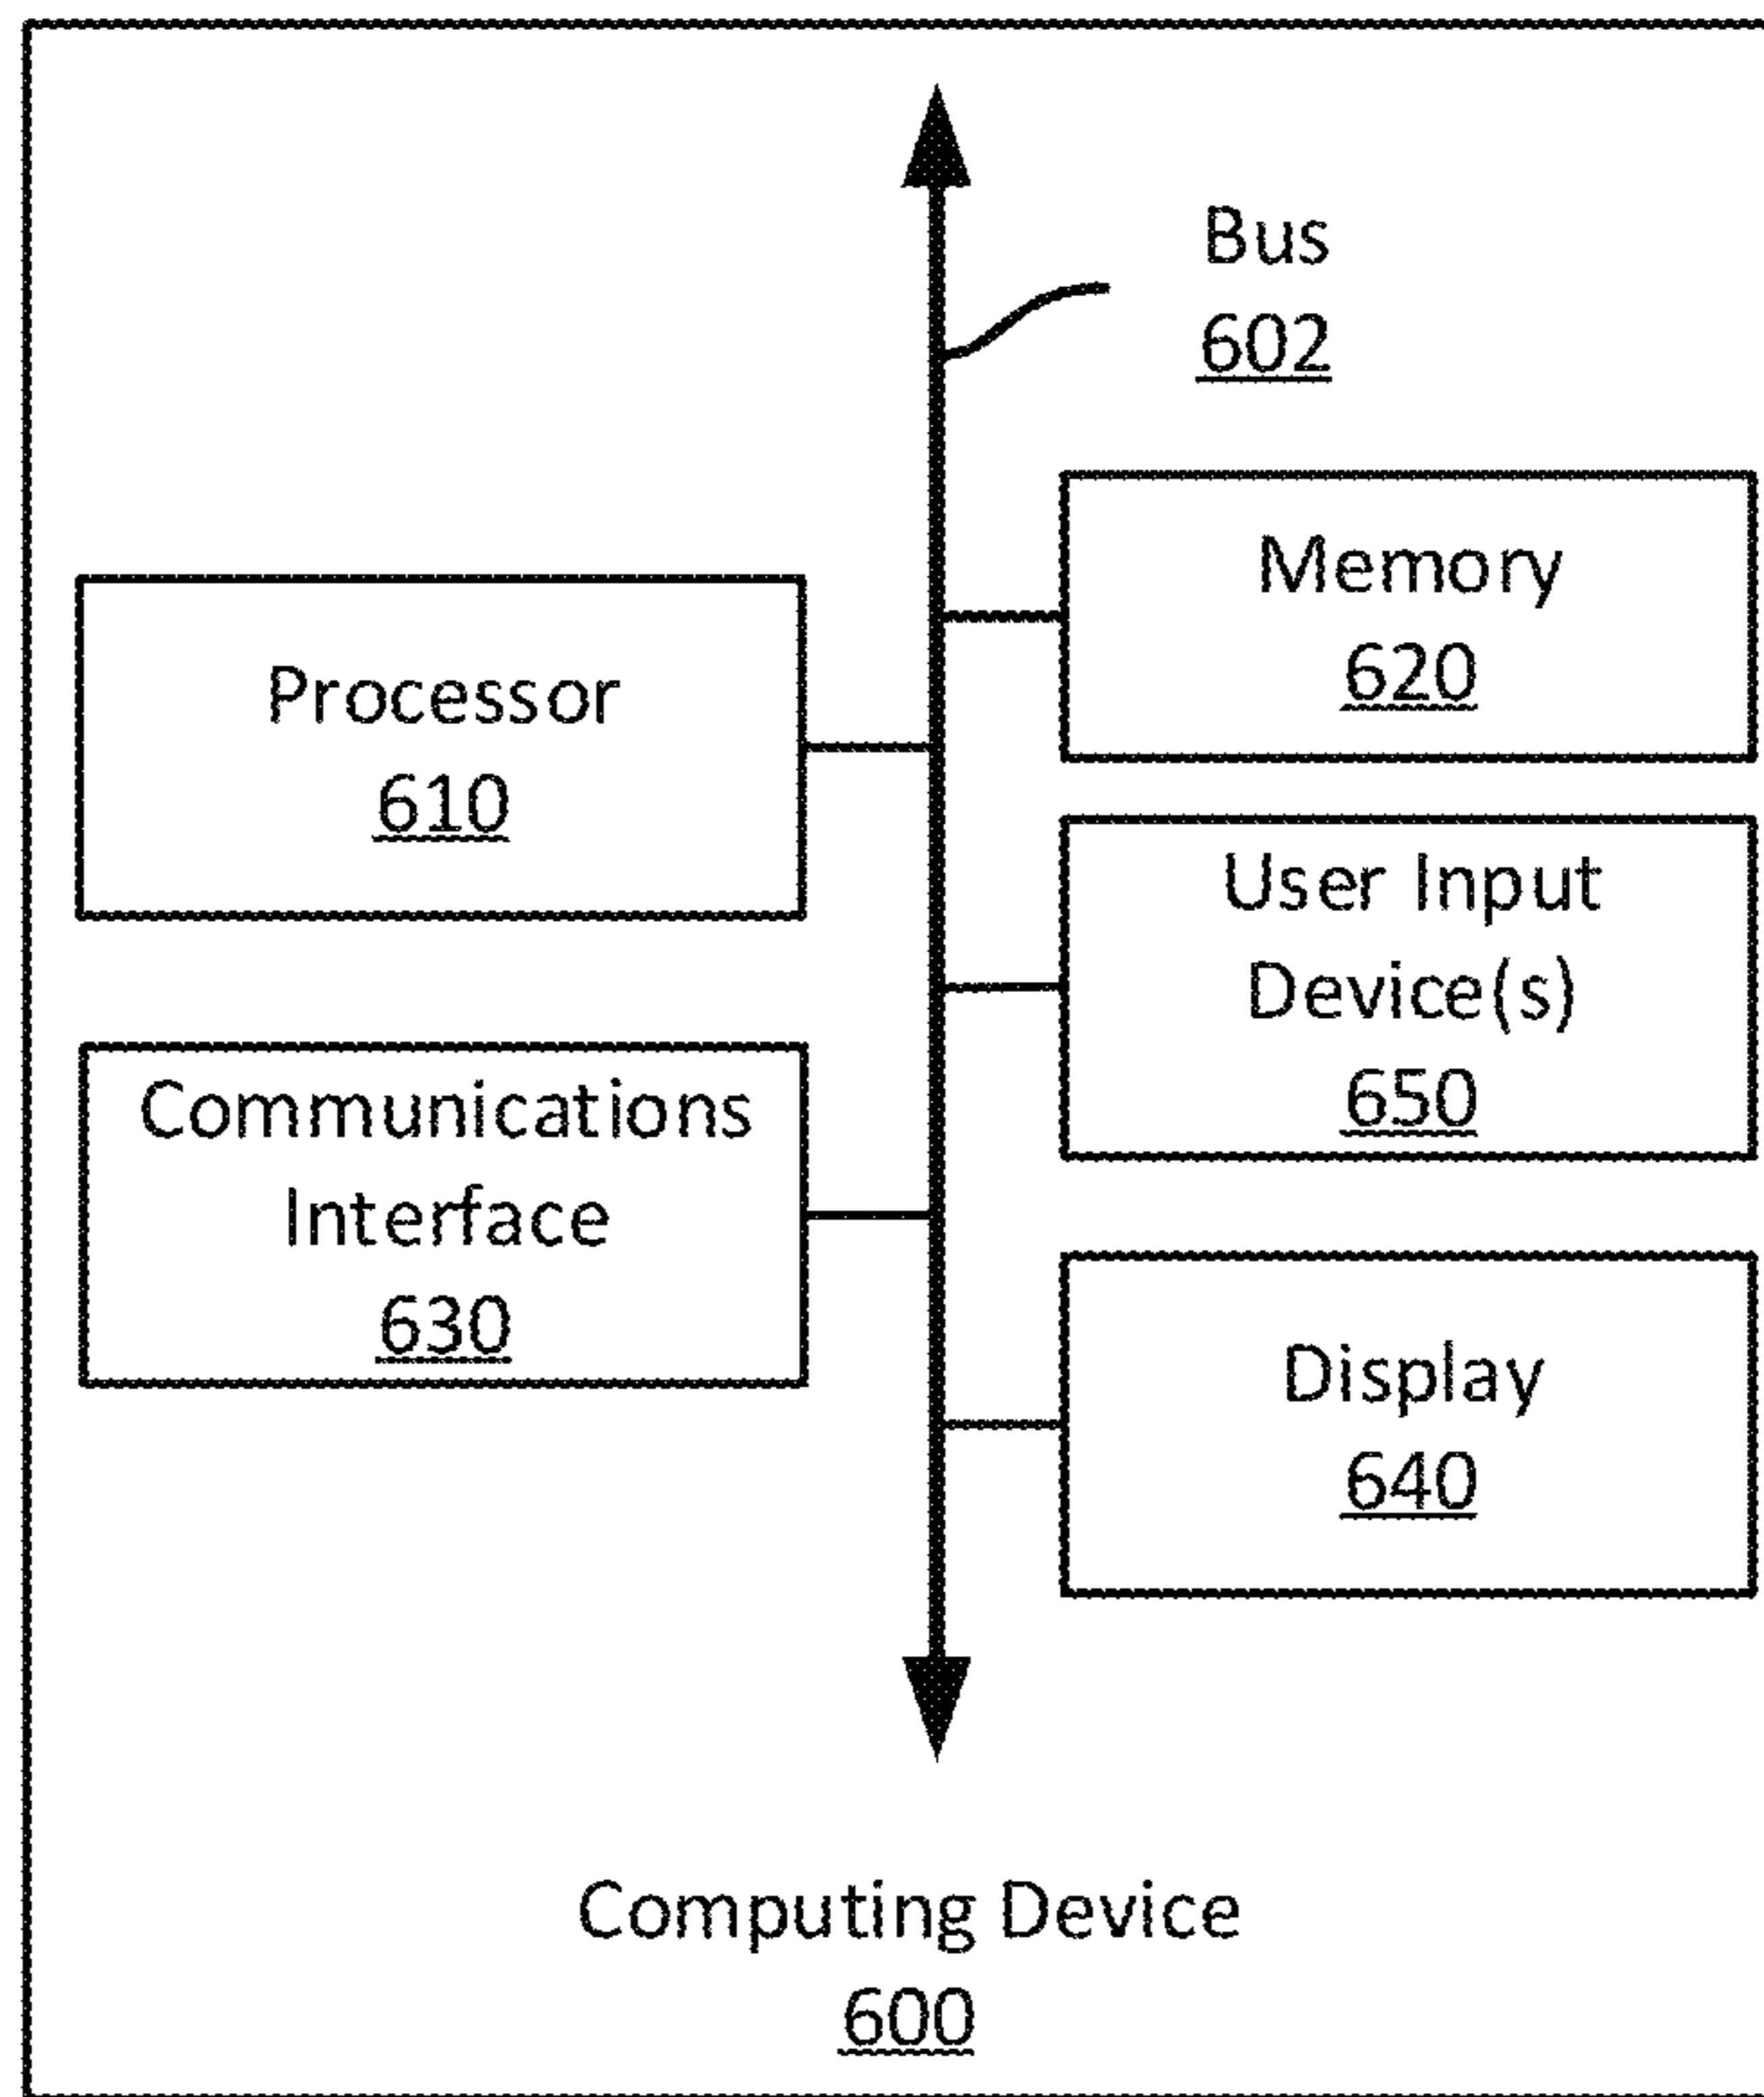 Bus
602
Memory
620
Processor
610
User Input
Device(s)
650
Communications
Interface
630
Display
640
Computing Device
600